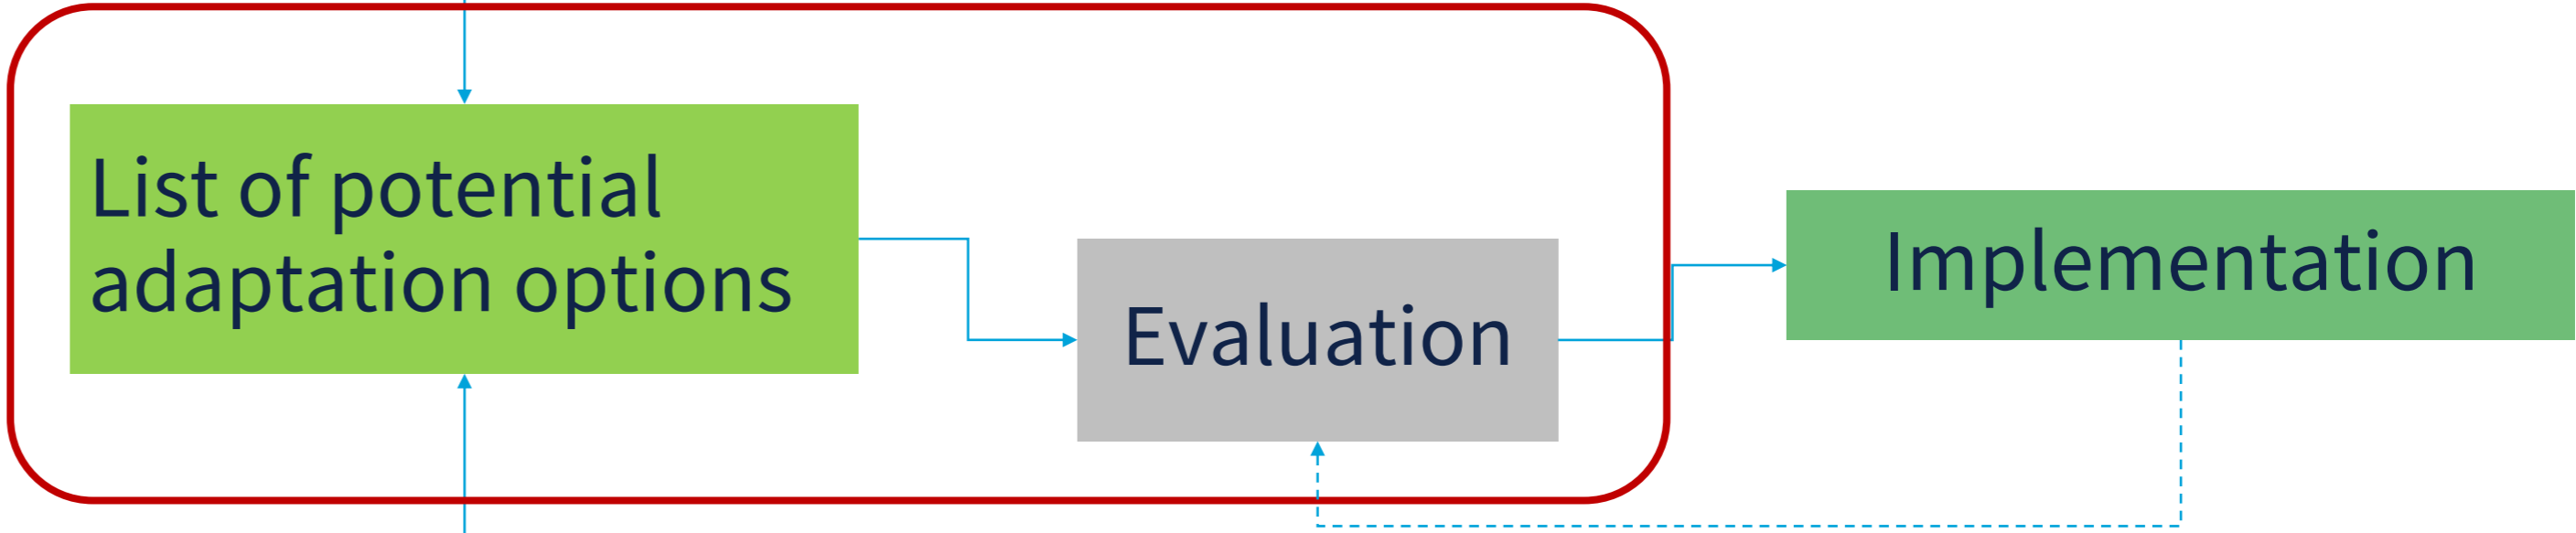 List of potential
adaptation options
Evaluation
Implementation